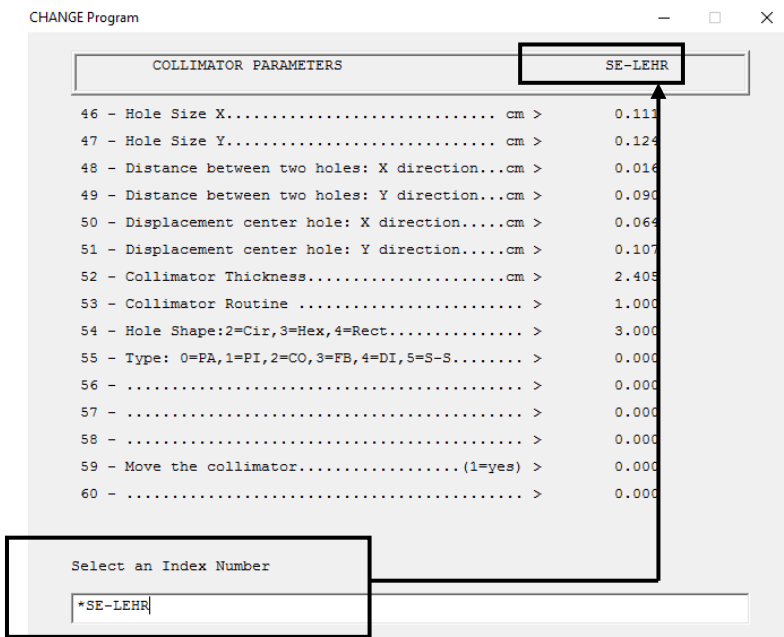 CHANGE Program
COLLIMATOR PARAMETERS SE-LEHR
46 - Hole Size X.............................. cm > 0.111
47 - Hole Size Y.............................. cm > 0.124
48 - Distance between two holes: X direction...cm > 0.016
49 - Distance between two holes: Y direction...cm > 0.090
50 - Displacement center hole: X direction.....cm > 0.064
51 - Displacement center hole: Y direction.....cm > 0.107
52 - Collimator Thickness......................cm > 2.405
53 - Collimator Routine ......................... > 1.000
54 - Hole Shape:2=Cir,3=Hex,4=Rect............... > 3.000
55 - Type: 0=PA,1=PI,2=CO,3=FB,4=DI,5=S-S........ > 0.000
56 - ............................................ > 0.000
57 - ............................................ > 0.000
58 - ............................................ > 0.000
59 - Move the collimator..................(1=yes) > 0.000
60 - ............................................ > 0.000
Select an Index Number
*SE-LEHR